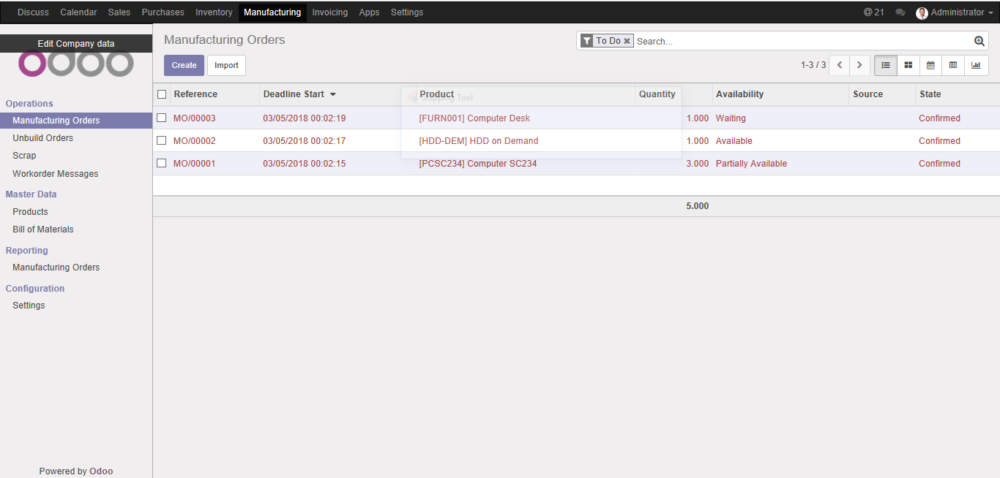 Discuss Calendar Sales Purchases Inventory Manufacturing Invoicing Apps Settings @ 21 Administrator
Edit Company data
odoo
Manufacturing Orders
To Do Search...
Create Import
1-3 / 3
Operations
Manufacturing Orders
Unbuild Orders
Scrap
Workorder Messages
Master Data
Products
Bill of Materials
Reporting
Manufacturing Orders
Configuration
Settings
Powered by Odoo
Reference Deadline Start Product Quantity Availability Source State
Snipping Tool
MO/00003 03/05/2018 00:02:19 [FURN001] Computer Desk 1.000 Waiting Confirmed
MO/00002 03/05/2018 00:02:17 [HDD-DEM] HDD on Demand 1.000 Available Confirmed
MO/00001 03/05/2018 00:02:15 [PCSC234] Computer SC234 3.000 Partially Available Confirmed
5.000